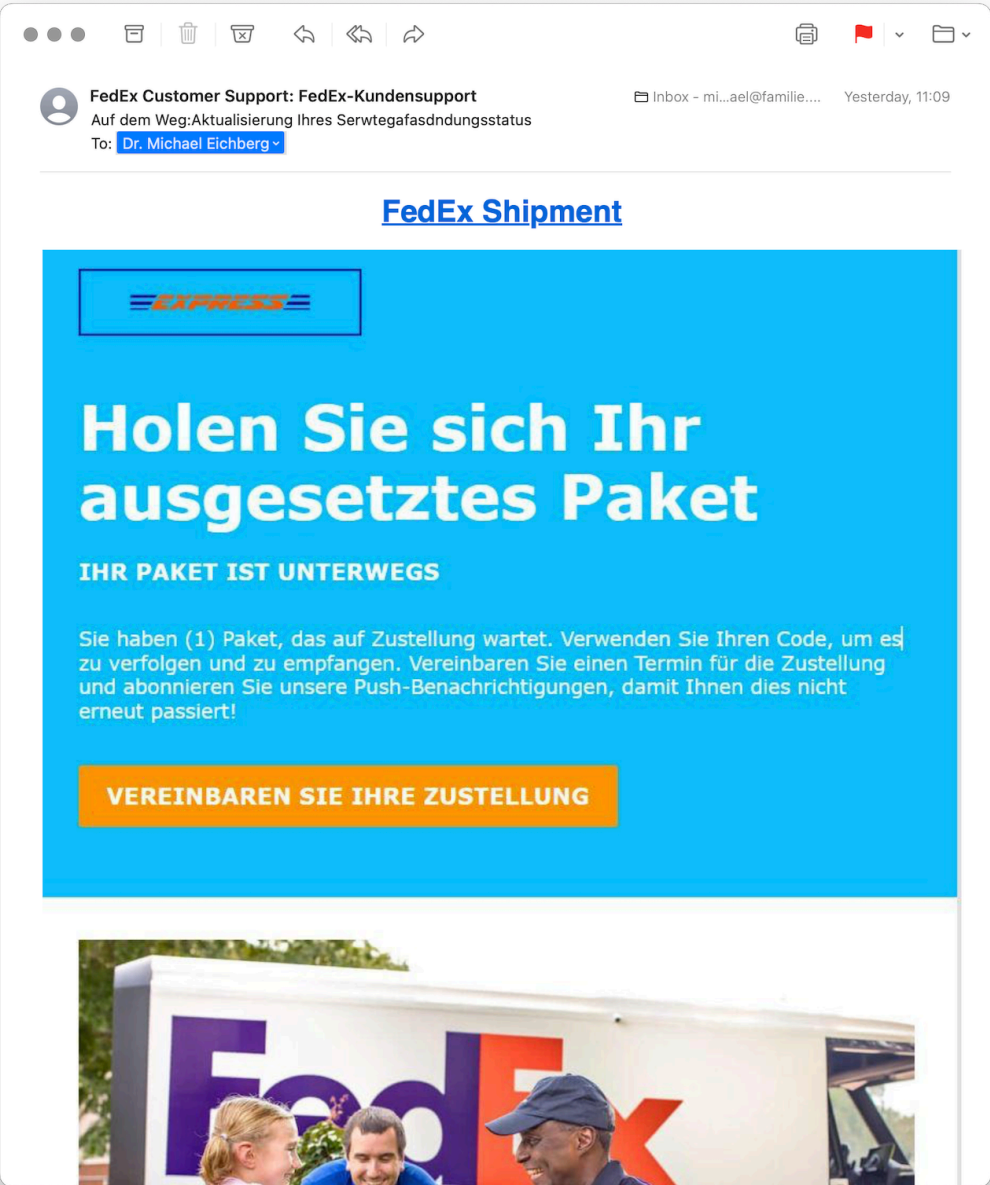 FedEx Customer Support: FedEx-Kundensupport
Inbox - mi...ael@familie....
Yesterday, 11:09
Auf dem Weg:Aktualisierung Ihres Serwtegafasdndungsstatus
To: Dr. Michael Eichberg
FedEx Shipment
EXPRESS
Holen Sie sich Ihr
ausgesetztes Paket
IHR PAKET IST UNTERWEGS
Sie haben (1) Paket, das auf Zustellung wartet. Verwenden Sie Ihren Code, um es
zu verfolgen und zu empfangen. Vereinbaren Sie einen Termin für die Zustellung
und abonnieren Sie unsere Push-Benachrichtigungen, damit Ihnen dies nicht
erneut passiert!
VEREINBAREN SIE IHRE ZUSTELLUNG
FedEx